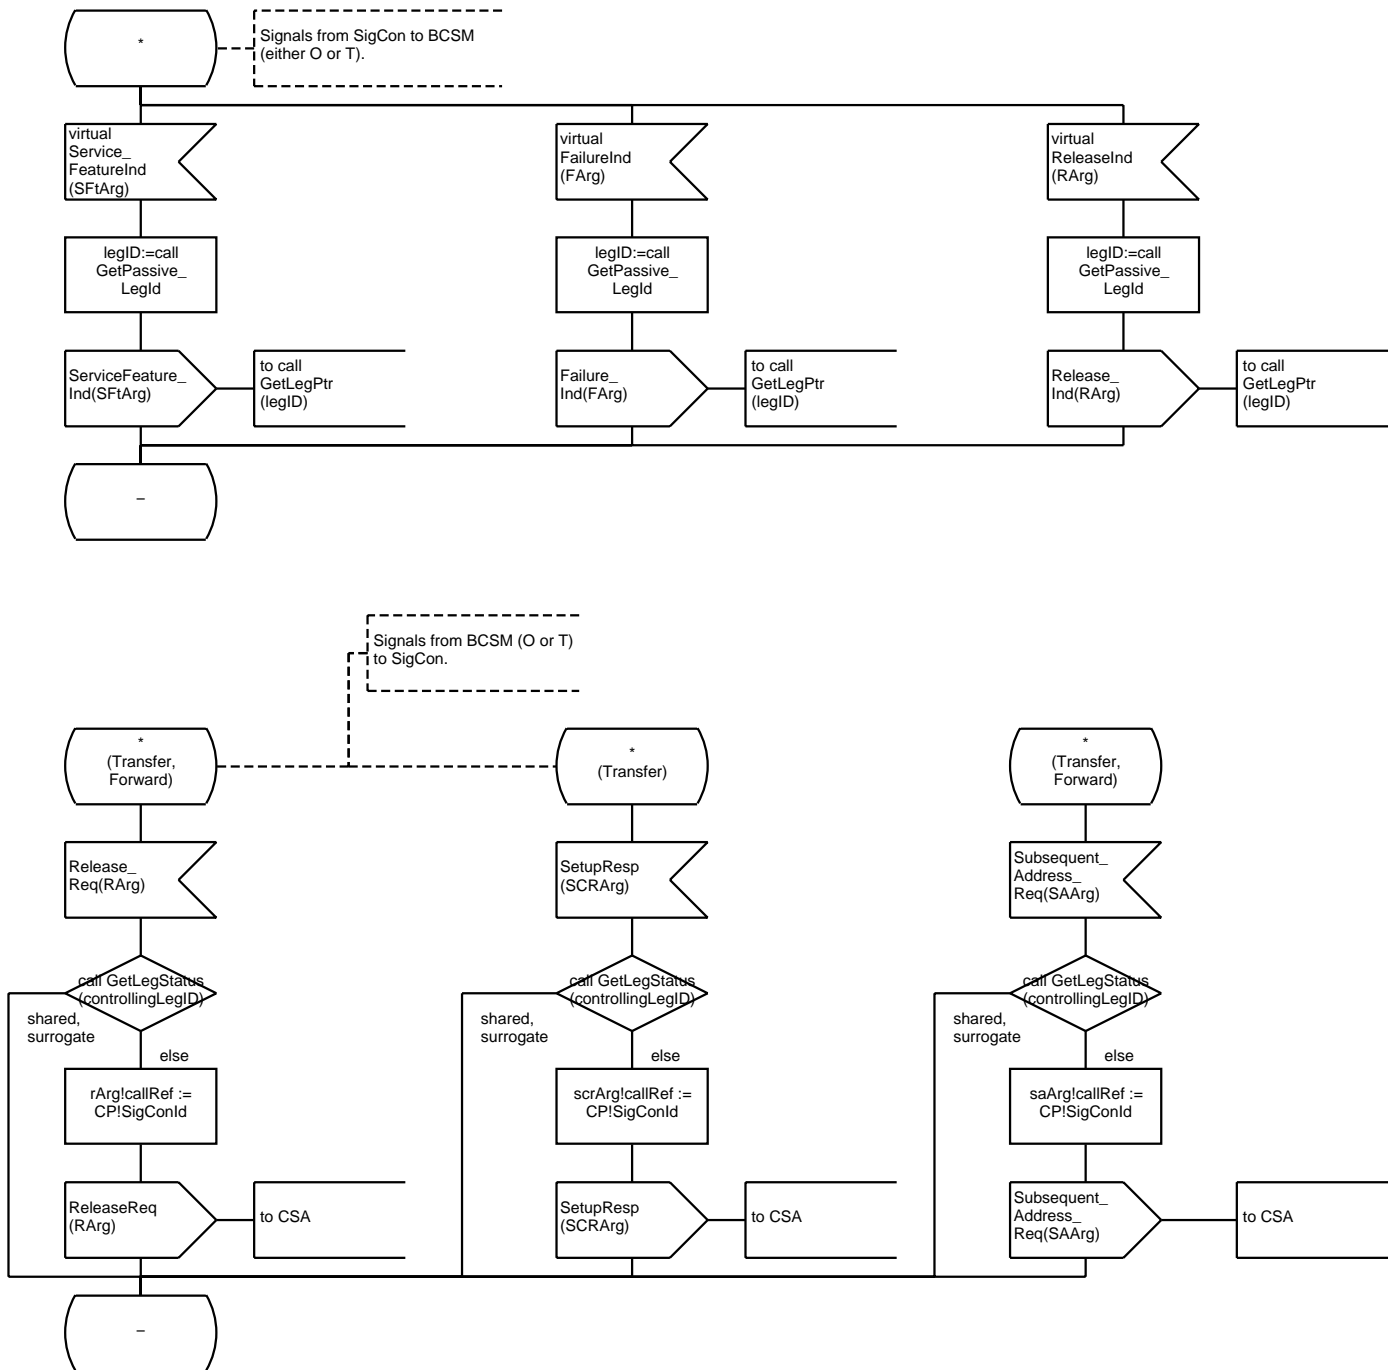 *
Signals from SigCon to BCSM
(either O or T).
virtual
Service_
FeatureInd
(SFtArg)
virtual
FailureInd
(FArg)
virtual
ReleaseInd
(RArg)
legID:=call
GetPassive_
LegId
legID:=call
GetPassive_
LegId
legID:=call
GetPassive_
LegId
ServiceFeature_
Ind(SFtArg)
to call
GetLegPtr
(legID)
Failure_
Ind(FArg)
to call
GetLegPtr
(legID)
Release_
Ind(RArg)
to call
GetLegPtr
(legID)
–
Signals from BCSM (O or T)
to SigCon.
*
(Transfer,
Forward)
*
(Transfer)
*
(Transfer,
Forward)
Release_
Req(RArg)
SetupResp
(SCRArg)
Subsequent_
Address_
Req(SAArg)
call GetLegStatus
(controllingLegID)
call GetLegStatus
(controllingLegID)
call GetLegStatus
(controllingLegID)
shared,
surrogate
else
shared,
surrogate
else
shared,
surrogate
else
rArg!callRef :=
CP!SigConId
scrArg!callRef :=
CP!SigConId
saArg!callRef :=
CP!SigConId
ReleaseReq
(RArg)
to CSA
SetupResp
(SCRArg)
to CSA
Subsequent_
Address_
Req(SAArg)
to CSA
–